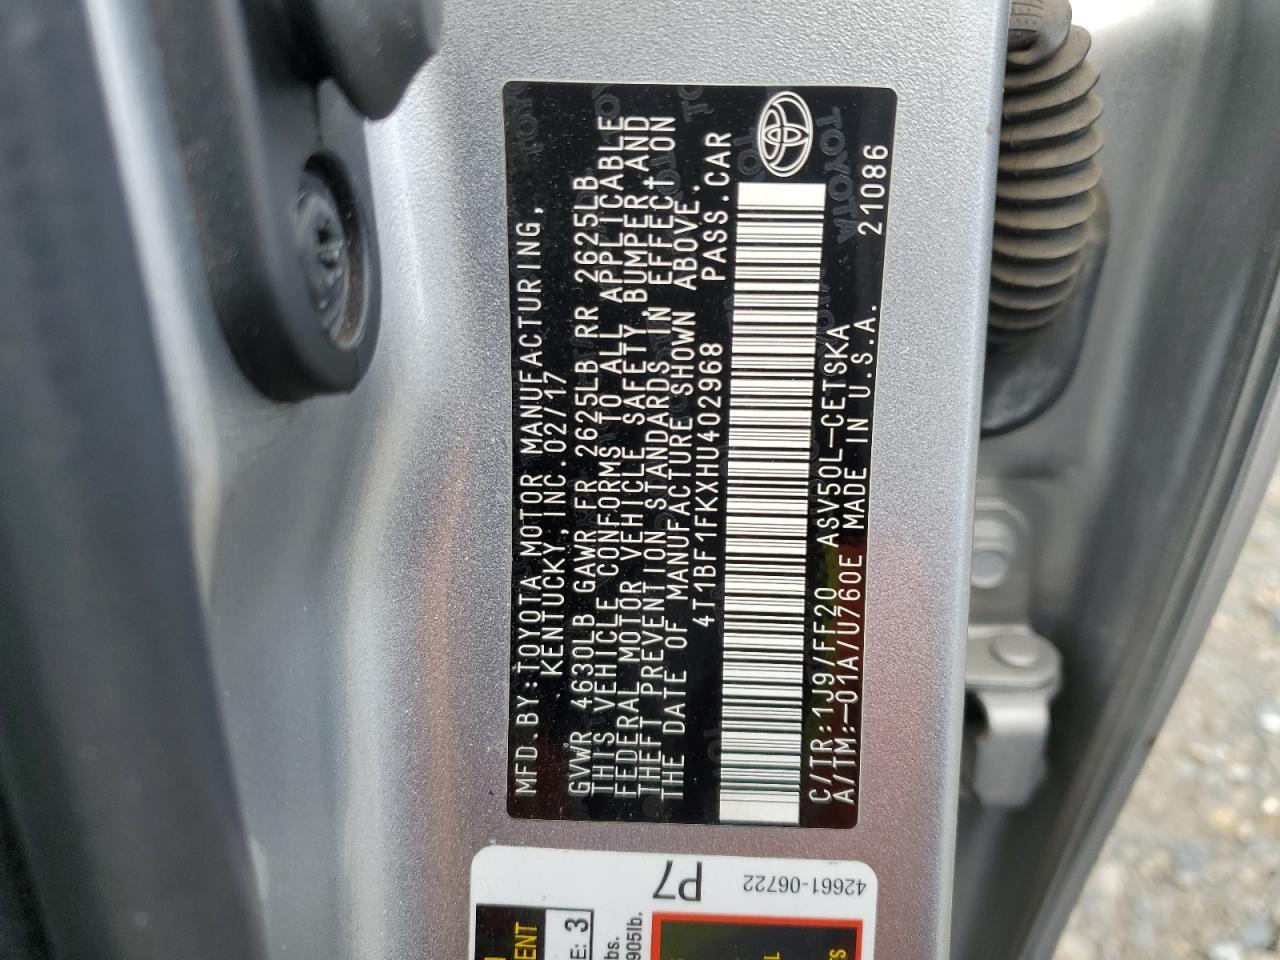 MFD.BY:TOYOTA MOTOR MANUFACTURING,
KENTUCKY,INC.02/17
GVWR 4630LB GAWR FR 2625LB RR 2625LB
THIS VEHICLE CONFORMS TO ALL APPLICABLE
FEDERAL MOTOR VEHICLE SAFETY,BUMPER,AND
THEFT PREVENTION STANDARDS IN EFFECT ON
THE DATE OF MANUFACTURE SHOWN ABOVE.
4T1BF1FKXHU402968 PASS.CAR
C/TR:1J9/FF20 ASV50L-CETSKA 21086
A/TM:-01A/U760E MADE IN U.S.A.
TOYOTA
P7
42661-06722
3
905lb.